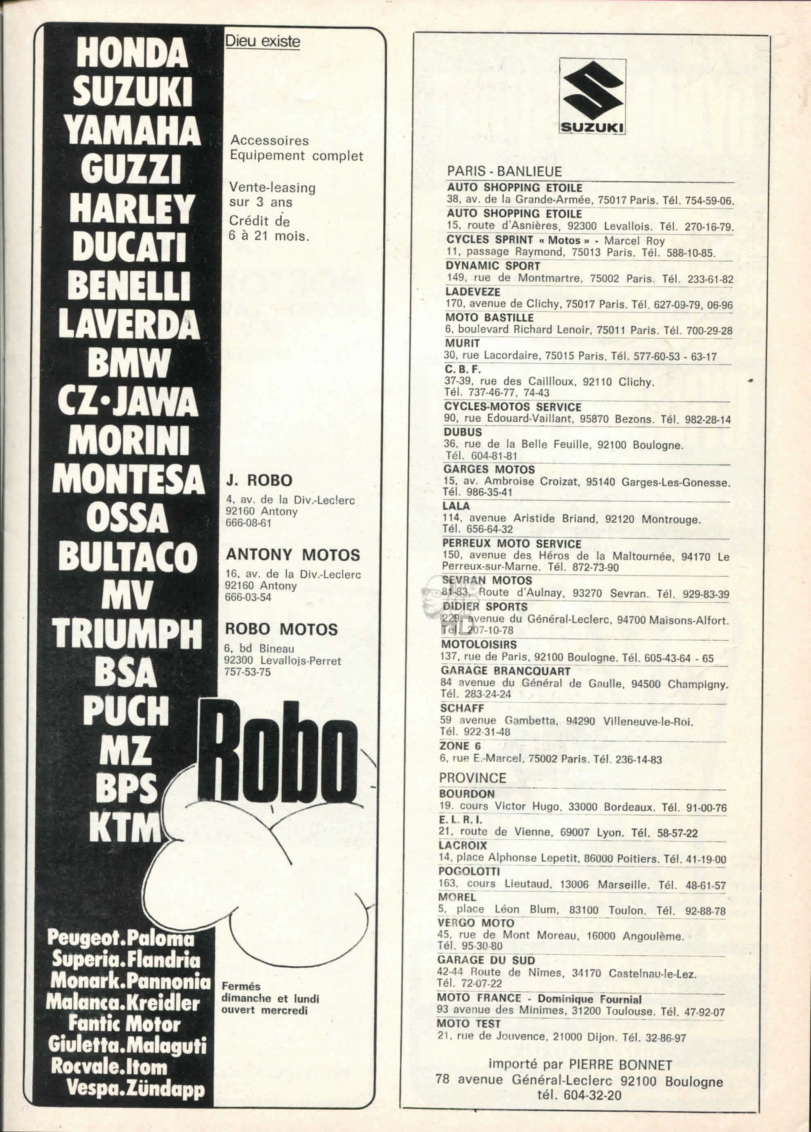 HONDA
SUZUKI
YAMAHA
GUZZI
HARLEY
DUCATI
BENELLI
LAVERDA
BMW
CZ·JAWA
MORINI
MONTESA
OSSA
BULTACO
MV
TRIUMPH
BSA
PUCH
MZ
BPS
KTM
Peugeot.Paloma
Superia.Flandria
Monark.Pannonia
Malanca.Kreidler
Fantic Motor
Giuletta.Malaguti
Rocvale.Itom
Vespa.Zündapp
Dieu existe
Accessoires
Equipement complet
Vente-leasing
sur 3 ans
Crédit de
6 à 21 mois.
J. ROBO
4, av. de la Div.-Leclerc
92160 Antony
666-08-61
ANTONY MOTOS
16, av. de la Div.-Leclerc
92160 Antony
666-03-54
ROBO MOTOS
6, bd Bineau
92300 Levallois-Perret
757-53-75
Robo
Fermés
dimanche et lundi
ouvert mercredi
SUZUKI
PARIS - BANLIEUE
AUTO SHOPPING ETOILE
38, av. de la Grande-Armée, 75017 Paris. Tél. 754-59-06.
AUTO SHOPPING ETOILE
15, route d'Asnières, 92300 Levallois. Tél. 270-16-79.
CYCLES SPRINT « Motos » - Marcel Roy
11, passage Raymond, 75013 Paris. Tél. 588-10-85.
DYNAMIC SPORT
149, rue de Montmartre, 75002 Paris. Tél. 233-61-82
LADEVEZE
170, avenue de Clichy, 75017 Paris. Tél. 627-09-79, 06-96
MOTO BASTILLE
6, boulevard Richard Lenoir, 75011 Paris. Tél. 700-29-28
MURIT
30, rue Lacordaire, 75015 Paris. Tél. 577-60-53 - 63-17
C. B. F.
37-39, rue des Caillloux, 92110 Clichy.
Tél. 737-46-77, 74-43
CYCLES-MOTOS SERVICE
90, rue Edouard-Vaillant, 95870 Bezons. Tél. 982-28-14
DUBUS
36, rue de la Belle Feuille, 92100 Boulogne.
Tél. 604-81-81
GARGES MOTOS
15, av. Ambroise Croizat, 95140 Garges-Les-Gonesse.
Tél. 986-35-41
LALA
114, avenue Aristide Briand, 92120 Montrouge.
Tél. 656-64-32
PERREUX MOTO SERVICE
150, avenue des Héros de la Maltournée, 94170 Le
Perreux-sur-Marne. Tél. 872-73-90
SEVRAN MOTOS
81-83, Route d'Aulnay, 93270 Sevran. Tél. 929-83-39
DIDIER SPORTS
229, avenue du Général-Leclerc, 94700 Maisons-Alfort.
Tél. 207-10-78
HD
MOTOLOISIRS
137, rue de Paris, 92100 Boulogne. Tél. 605-43-64 - 65
GARAGE BRANCQUART
84 avenue du Général de Gaulle, 94500 Champigny.
Tél. 283-24-24
SCHAFF
59 avenue Gambetta, 94290 Villeneuve-le-Roi.
Tél. 922-31-48
ZONE 6
6, rue E.-Marcel, 75002 Paris. Tél. 236-14-83
PROVINCE
BOURDON
19. cours Victor Hugo, 33000 Bordeaux. Tél. 91-00-76
E. L. R. I.
21, route de Vienne, 69007 Lyon. Tél. 58-57-22
LACROIX
14, place Alphonse Lepetit, 86000 Poitiers. Tél. 41-19-00
POGOLOTTI
163, cours Lieutaud, 13006 Marseille. Tél. 48-61-57
MOREL
5, place Léon Blum, 83100 Toulon. Tél. 92-88-78
VERGO MOTO
45, rue de Mont Moreau, 16000 Angoulème.
Tél. 95-30-80
GARAGE DU SUD
42-44 Route de Nîmes, 34170 Castelnau-le-Lez.
Tél. 72-07-22
MOTO FRANCE - Dominique Fournial
93 avenue des Minimes, 31200 Toulouse. Tél. 47-92-07
MOTO TEST
21, rue de Jouvence, 21000 Dijon. Tél. 32-86-97
importé par PIERRE BONNET
78 avenue Général-Leclerc 92100 Boulogne
tél. 604-32-20